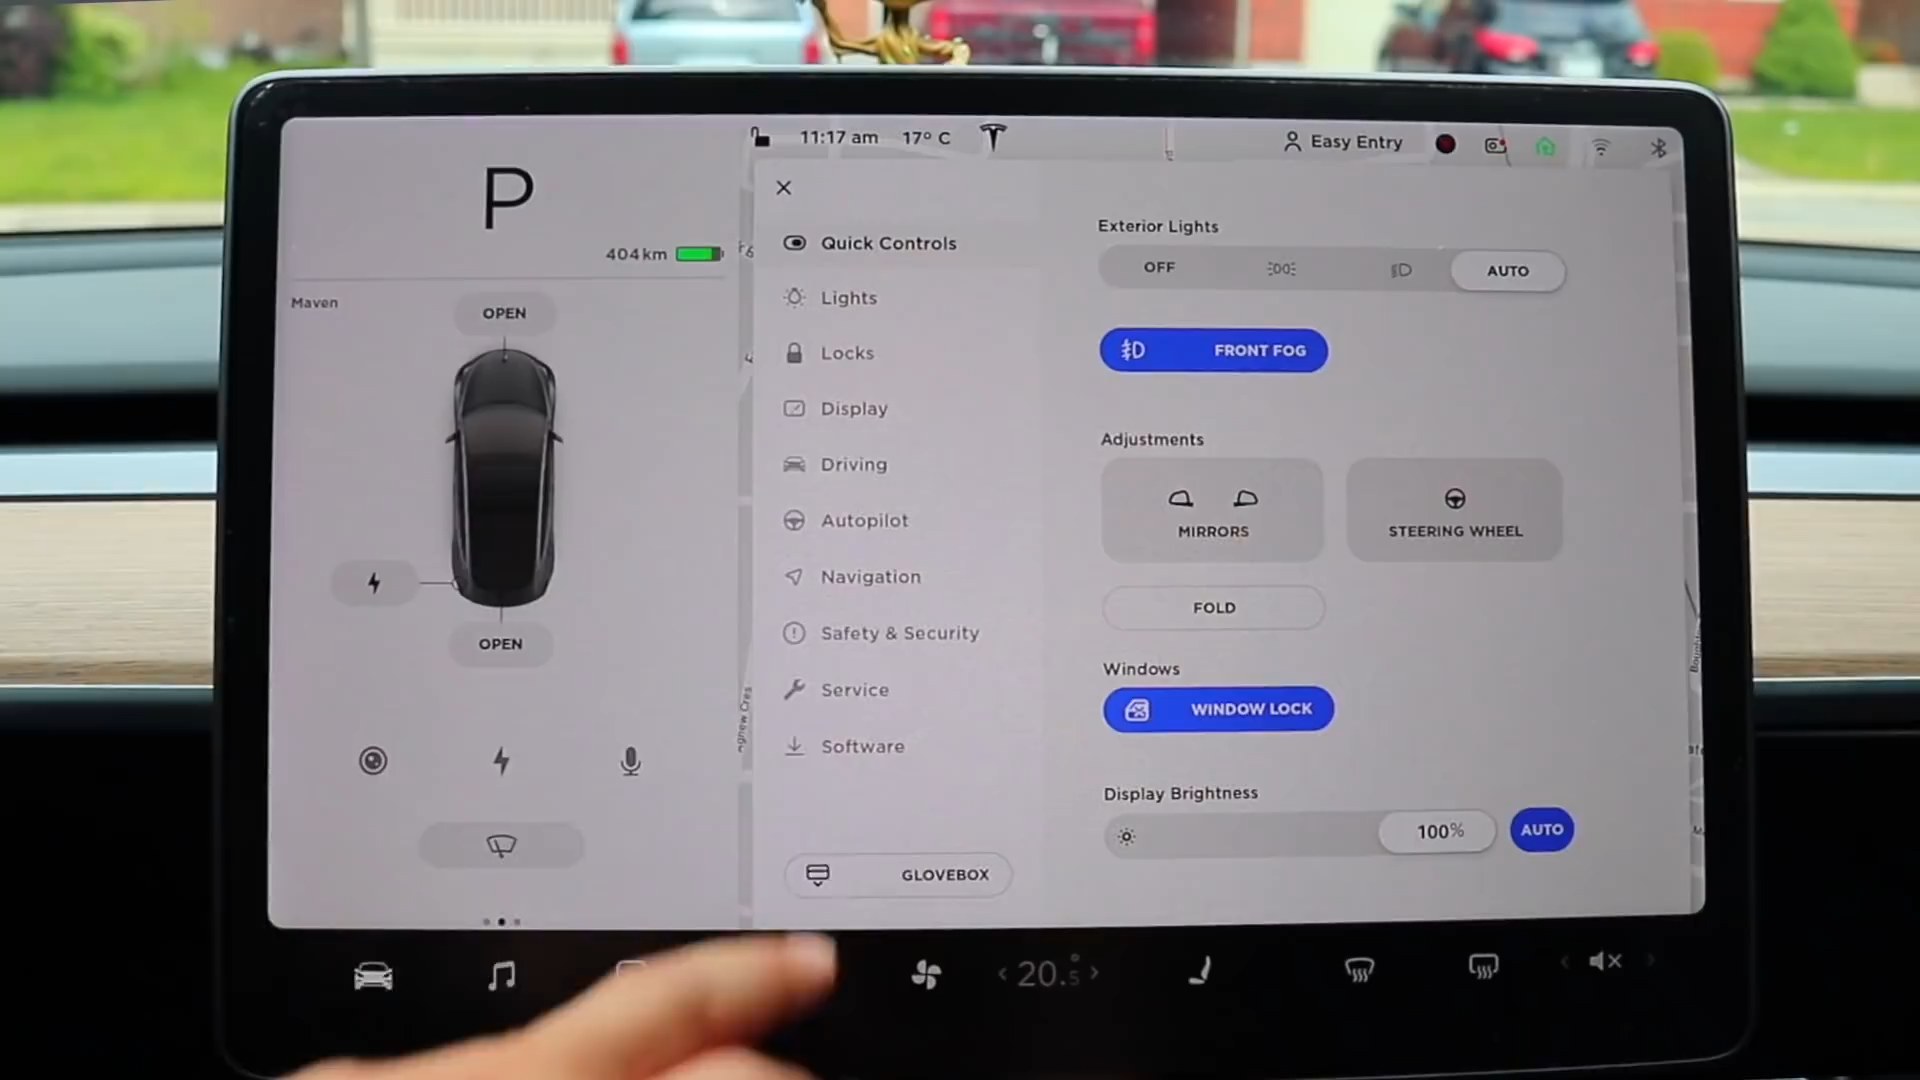 P
404 km
Maven
OPEN
OPEN
11:17 am 17° C
Easy Entry
Quick Controls
Lights
Locks
Display
Driving
Autopilot
Navigation
Safety & Security
Service
Software
GLOVEBOX
Exterior Lights
OFF
AUTO
FRONT FOG
Adjustments
MIRRORS
STEERING WHEEL
FOLD
Windows
WINDOW LOCK
Display Brightness
100%
AUTO
20.5°